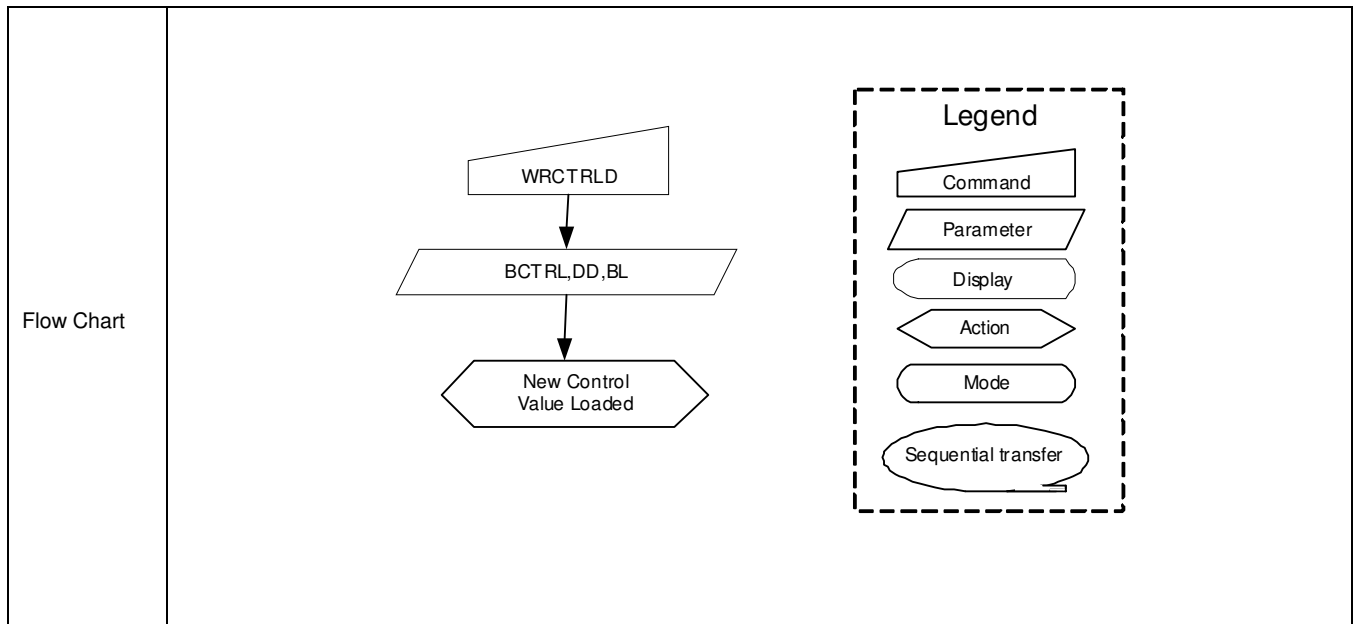 Flow Chart
WRCTRLD
BCTRL,DD,BL
New Control
Value Loaded
Legend
Command
Parameter
Display
Action
Mode
Sequential transfer